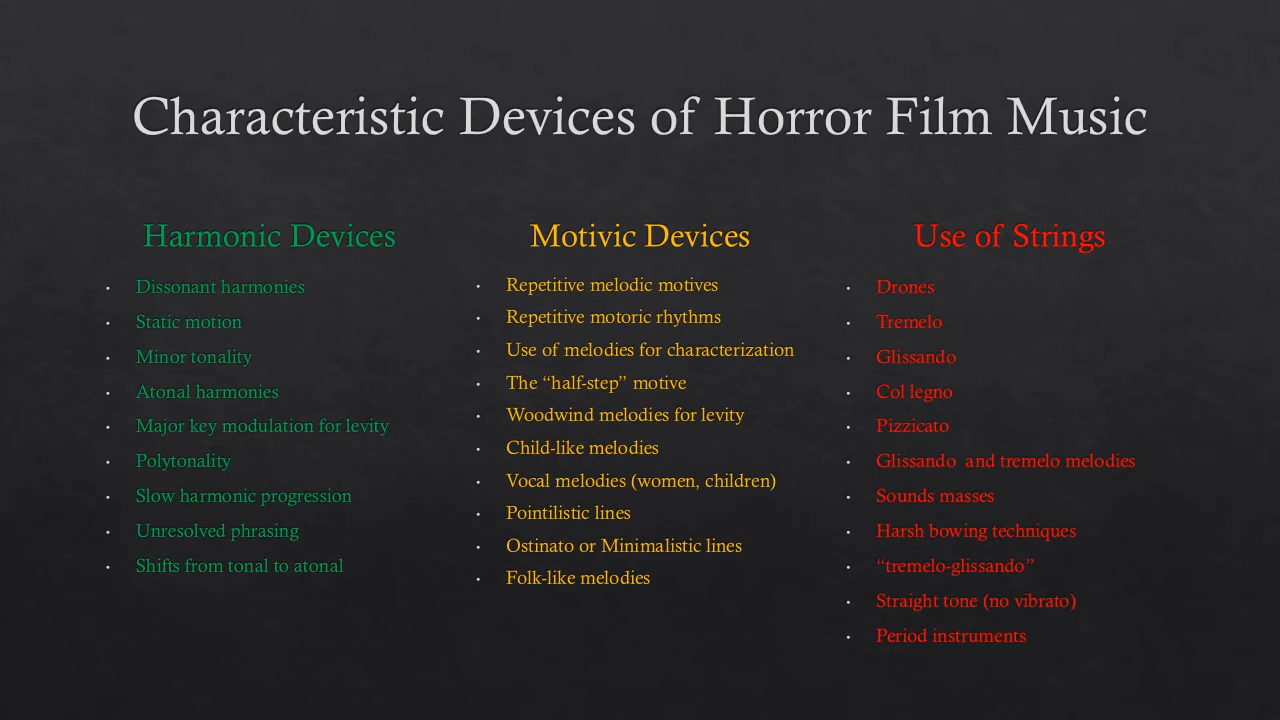 Characteristic Devices of Horror Film Music
Harmonic Devices
• Dissonant harmonies
• Static motion
• Minor tonality
• Atonal harmonies
• Major key modulation for levity
• Polytonality
• Slow harmonic progression
• Unresolved phrasing
• Shifts from tonal to atonal
Motivic Devices
• Repetitive melodic motives
• Repetitive motoric rhythms
• Use of melodies for characterization
• The “half-step” motive
• Woodwind melodies for levity
• Child-like melodies
• Vocal melodies (women, children)
• Pointilistic lines
• Ostinato or Minimalistic lines
• Folk-like melodies
Use of Strings
• Drones
• Tremelo
• Glissando
• Col legno
• Pizzicato
• Glissando  and tremelo melodies
• Sounds masses
• Harsh bowing techniques
• “tremelo-glissando”
• Straight tone (no vibrato)
• Period instruments